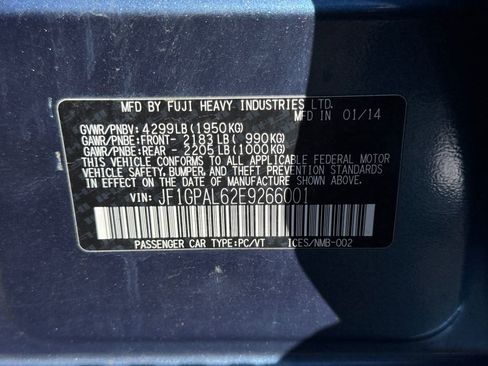 MFD BY FUJI HEAVY INDUSTRIES LTD.
MFD IN 01/14
GVWR/PNBV: 4299LB(1950KG)
GAWR/PNBE:FRONT- 2183LB( 990KG)
GAWR/PNBE:REAR - 2205LB(1000KG)
THIS VEHICLE CONFORMS TO ALL APPLICABLE FEDERAL MOTOR
VEHICLE SAFETY, BUMPER, AND THEFT PREVENTION STANDARDS
IN EFFECT ON THE DATE OF MANUFACTURE SHOWN ABOVE.
VIN: JF1GPAL62E9266001
PASSENGER CAR TYPE:PC/VT ICES/NMB-002